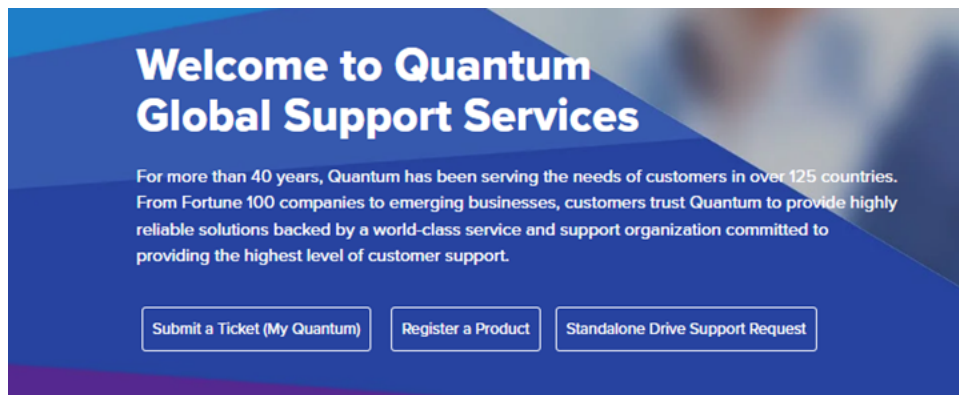 Welcome to Quantum
Global Support Services
For more than 40 years, Quantum has been serving the needs of customers in over 125 countries.
From Fortune 100 companies to emerging businesses, customers trust Quantum to provide highly
reliable solutions backed by a world-class service and support organization committed to
providing the highest level of customer support.
Submit a Ticket (My Quantum) Register a Product Standalone Drive Support Request